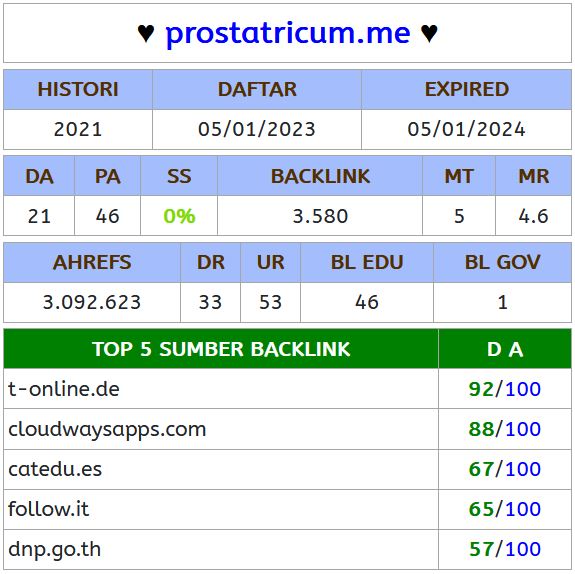 ♥ prostatricum.me ♥
HISTORI DAFTAR EXPIRED
2021 05/01/2023 05/01/2024
DA PA SS BACKLINK MT MR
21 46 0% 3.580 5 4.6
AHREFS DR UR BL EDU BL GOV
3.092.623 33 53 46 1
TOP 5 SUMBER BACKLINK D A
t-online.de 92/100
cloudwaysapps.com 88/100
catedu.es 67/100
follow.it 65/100
dnp.go.th 57/100